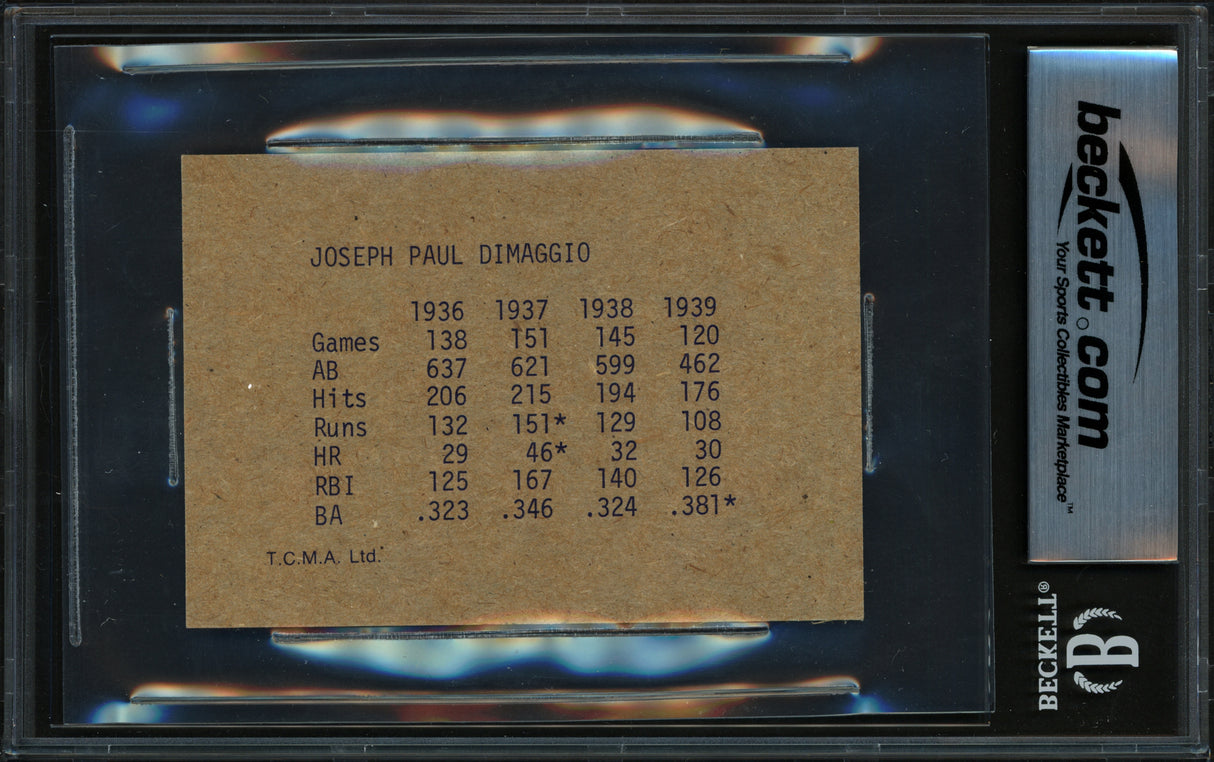 JOSEPH PAUL DIMAGGIO
1936 1937 1938 1939
Games 138 151 145 120
AB 637 621 599 462
Hits 206 215 194 176
Runs 132 151* 129 108
HR 29 46* 32 30
RBI 125 167 140 126
BA .323 .346 .324 .381*
T.C.M.A. Ltd.
beckett.com
Your Sports Collectibles Marketplace™
BECKETT®
B